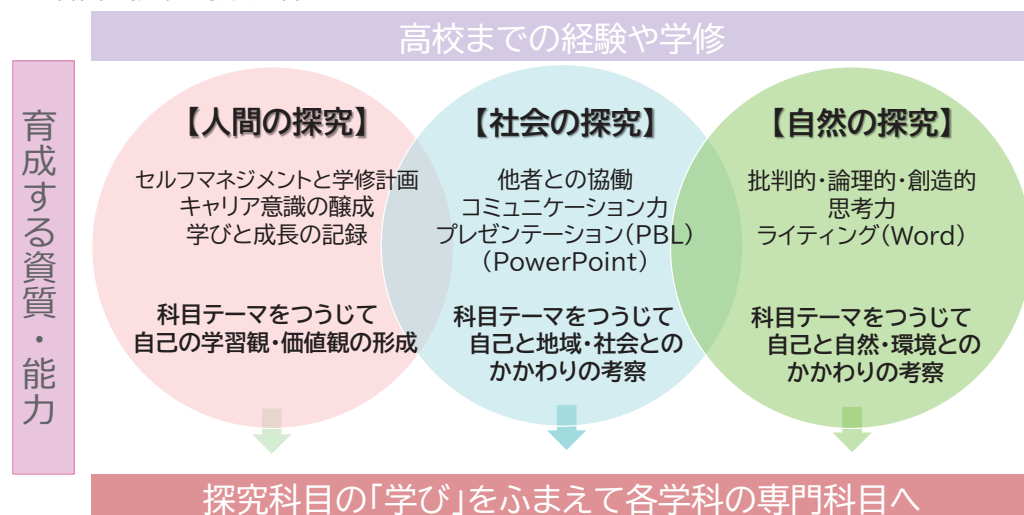 高校までの経験や学修
育成する資質・能力
【人間の探究】
セルフマネジメントと学修計画
キャリア意識の醸成
学びと成長の記録
科目テーマをつうじて
自己の学習観・価値観の形成
【社会の探究】
他者との協働
コミュニケーション力
プレゼンテーション(PBL)
(PowerPoint)
科目テーマをつうじて
自己と地域・社会との
かかわりの考察
【自然の探究】
批判的・論理的・創造的
思考力
ライティング(Word)
科目テーマをつうじて
自己と自然・環境との
かかわりの考察
探究科目の「学び」をふまえて各学科の専門科目へ